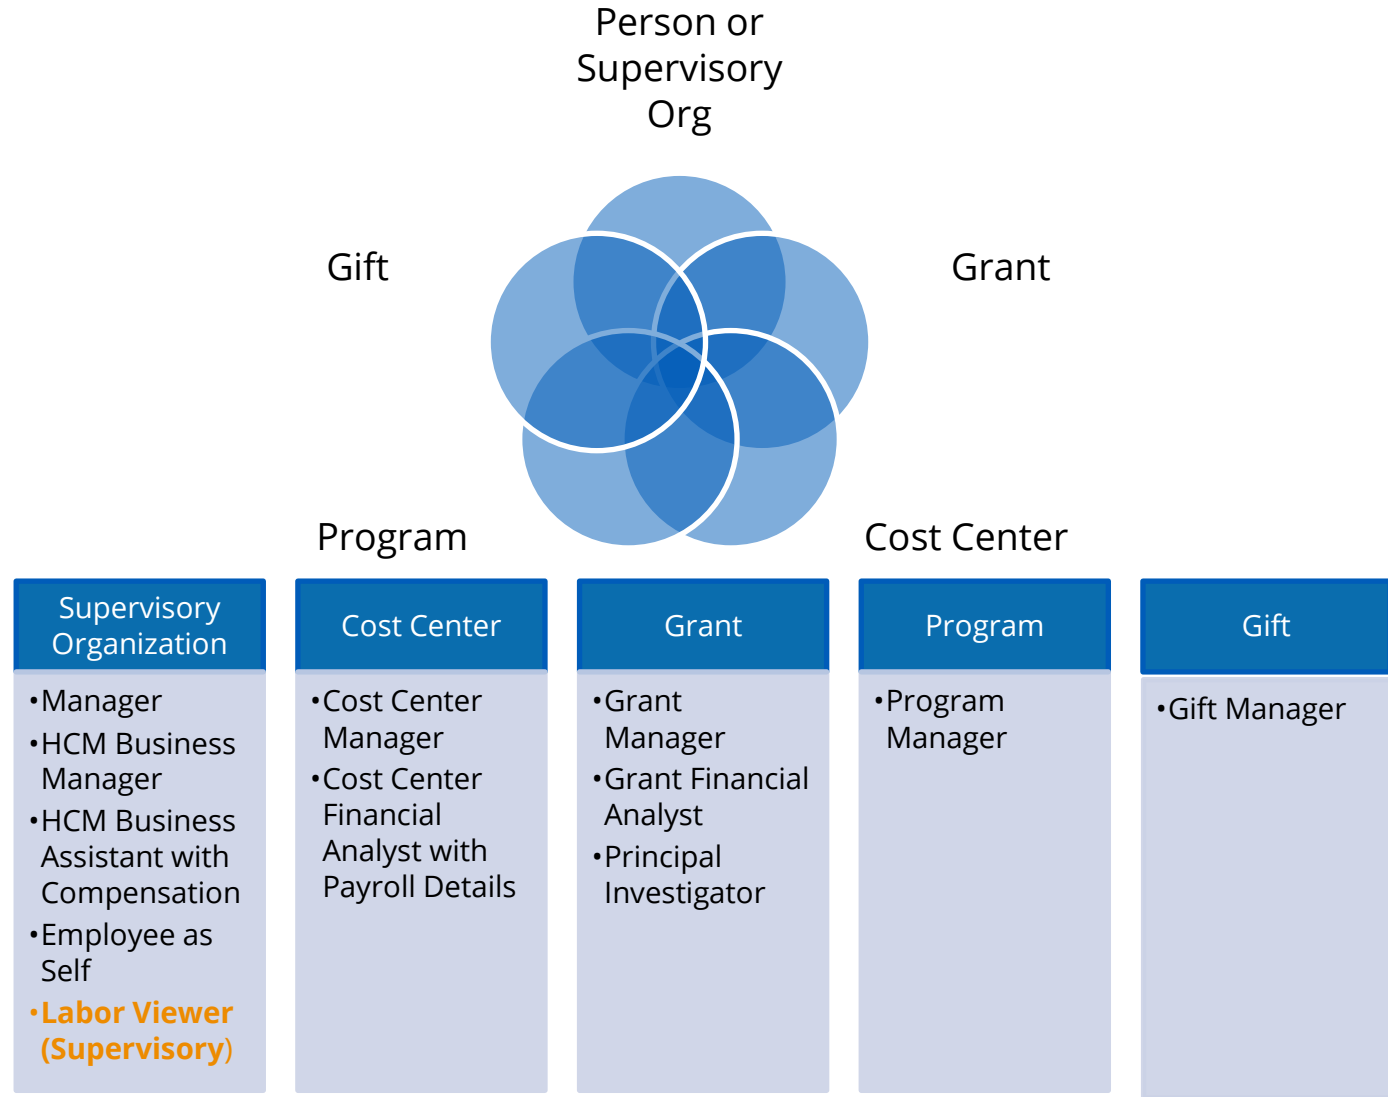 Person or
Supervisory
Org
Gift
Grant
Program
Cost Center
Supervisory
Organization
•Manager
•HCM Business
Manager
•HCM Business
Assistant with
Compensation
•Employee as
Self
•Labor Viewer
(Supervisory)
Cost Center
•Cost Center
Manager
•Cost Center
Financial
Analyst with
Payroll Details
Grant
•Grant
Manager
•Grant Financial
Analyst
•Principal
Investigator
Program
•Program
Manager
Gift
•Gift Manager